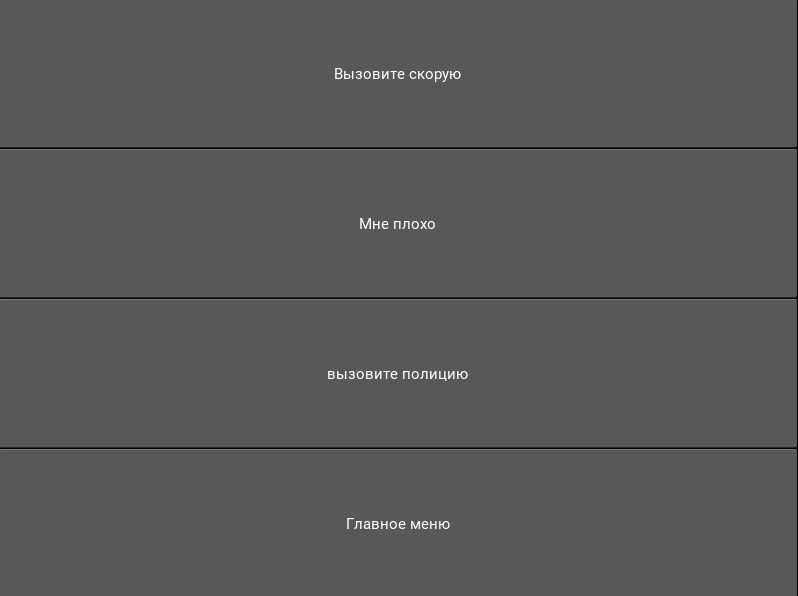 Вызовите скорую
Мне плохо
вызовите полицию
Главное меню